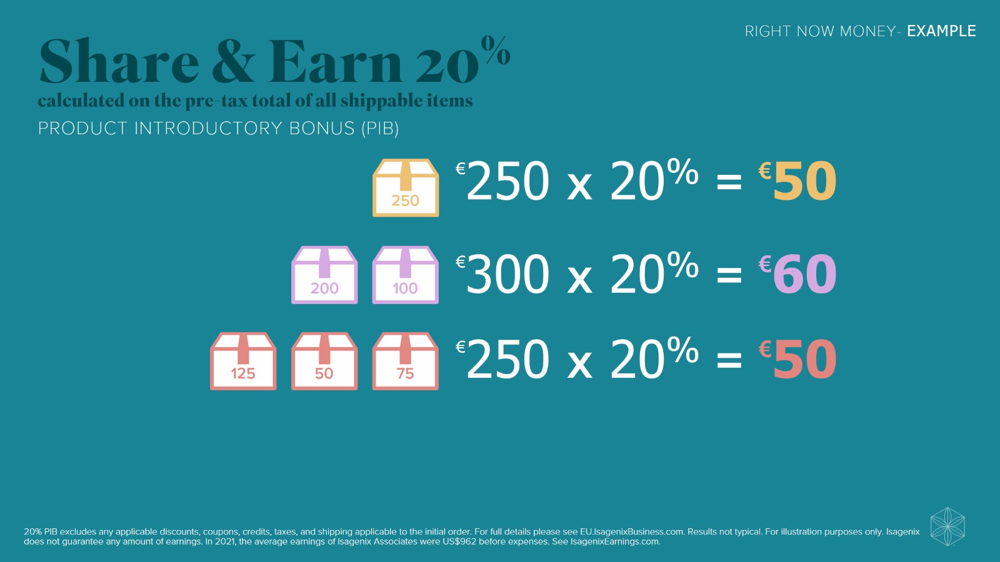 RIGHT NOW MONEY- EXAMPLE
Share & Earn 20%
calculated on the pre-tax total of all shippable items
PRODUCT INTRODUCTORY BONUS (PIB)
250 €250 x 20% = €50
200 100 €300 x 20% = €60
125 50 75 €250 x 20% = €50
20% PIB excludes any applicable discounts, coupons, credits, taxes, and shipping applicable to the initial order. For full details please see EU.IsagenixBusiness.com. Results not typical. For illustration purposes only. Isagenix
does not guarantee any amount of earnings. In 2021, the average earnings of Isagenix Associates were US$962 before expenses. See IsagenixEarnings.com.